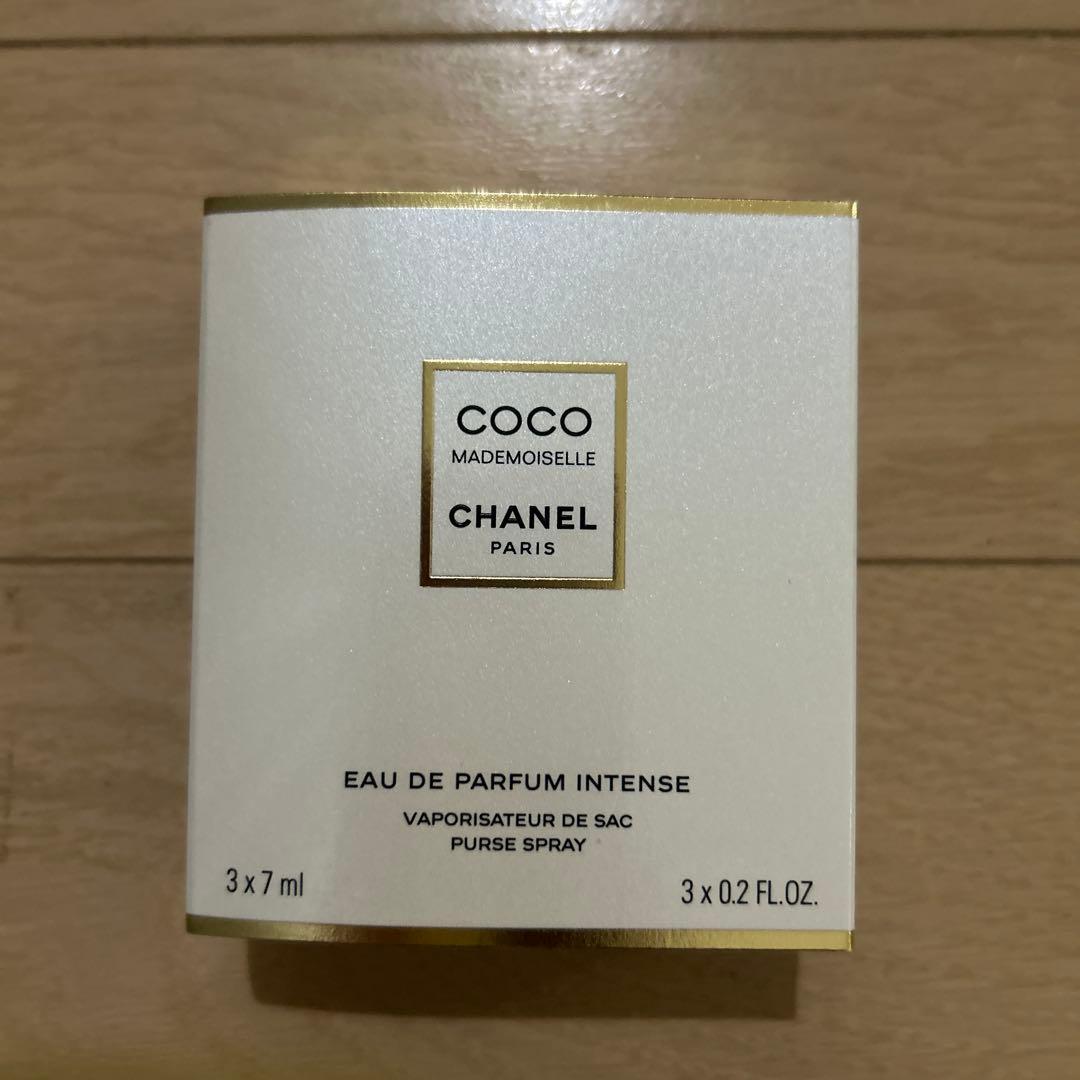 COCO
MADEMOISELLE
CHANEL
PARIS
EAU DE PARFUM INTENSE
VAPORISATEUR DE SAC
PURSE SPRAY
3 x 7 ml
3 x 0.2 FL.OZ.